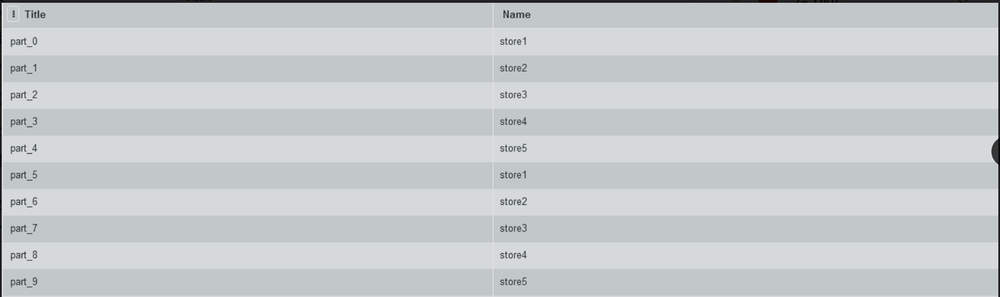 Title Name
part_0 store1
part_1 store2
part_2 store3
part_3 store4
part_4 store5
part_5 store1
part_6 store2
part_7 store3
part_8 store4
part_9 store5